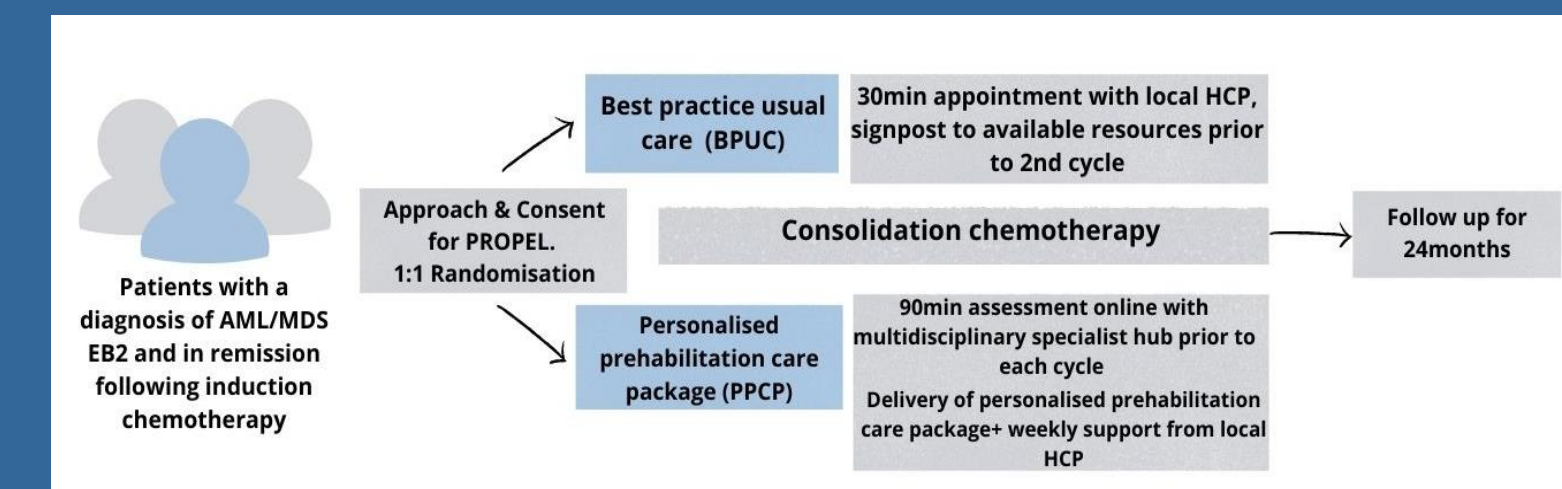 Patients with a
diagnosis of AML/MDS
EB2 and in remission
following induction
chemotherapy
Approach & Consent
for PROPEL.
1:1 Randomisation
Best practice usual
care (BPUC)
30min appointment with local HCP,
signpost to available resources prior
to 2nd cycle
Consolidation chemotherapy
Personalised
prehabilitation care
package (PPCP)
90min assessment online with
multidisciplinary specialist hub prior to
each cycle
Delivery of personalised prehabilitation
care package+ weekly support from local
HCP
Follow up for
24months